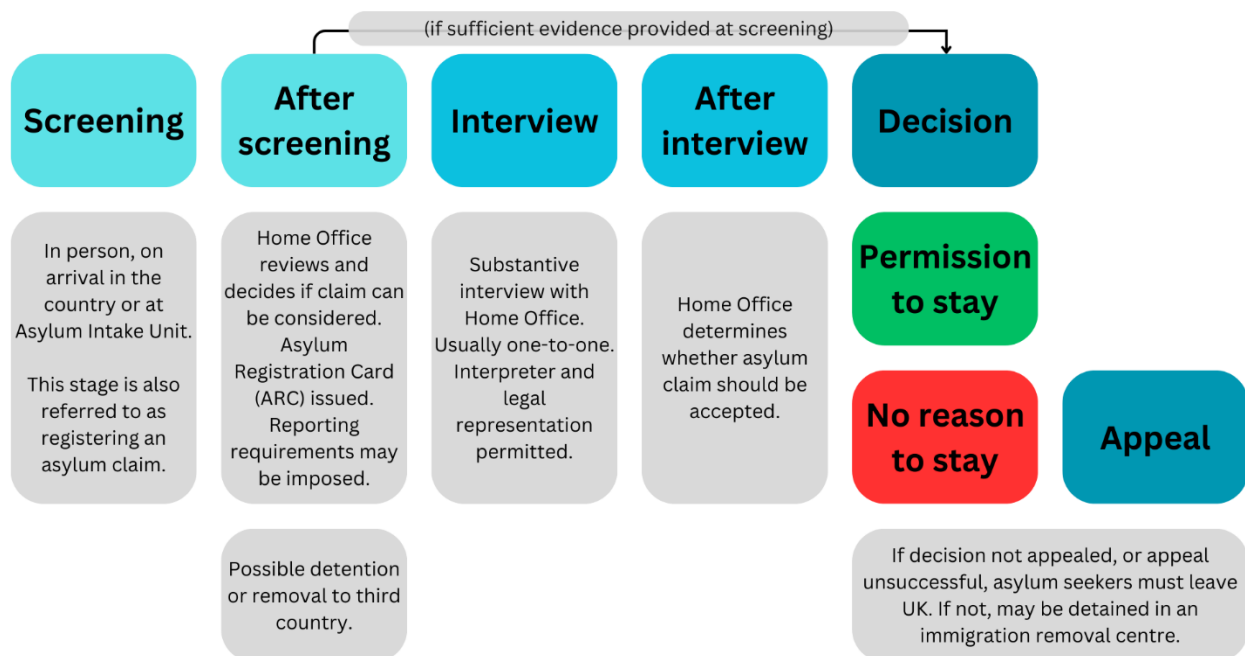 (if sufficient evidence provided at screening)
Screening
After
screening
Interview
After
interview
Decision
In person, on
arrival in the
country or at
Asylum Intake Unit.
This stage is also
referred to as
registering an
asylum claim.
Home Office
reviews and
decides if claim can
be considered.
Asylum
Registration Card
(ARC) issued.
Reporting
requirements may
be imposed.
Possible detention
or removal to third
country.
Substantive
interview with
Home Office.
Usually one-to-one.
Interpreter and
legal
representation
permitted.
Home Office
determines
whether asylum
claim should be
accepted.
Permission
to stay
No reason
to stay
Appeal
If decision not appealed, or appeal
unsuccessful, asylum seekers must leave
UK. If not, may be detained in an
immigration removal centre.